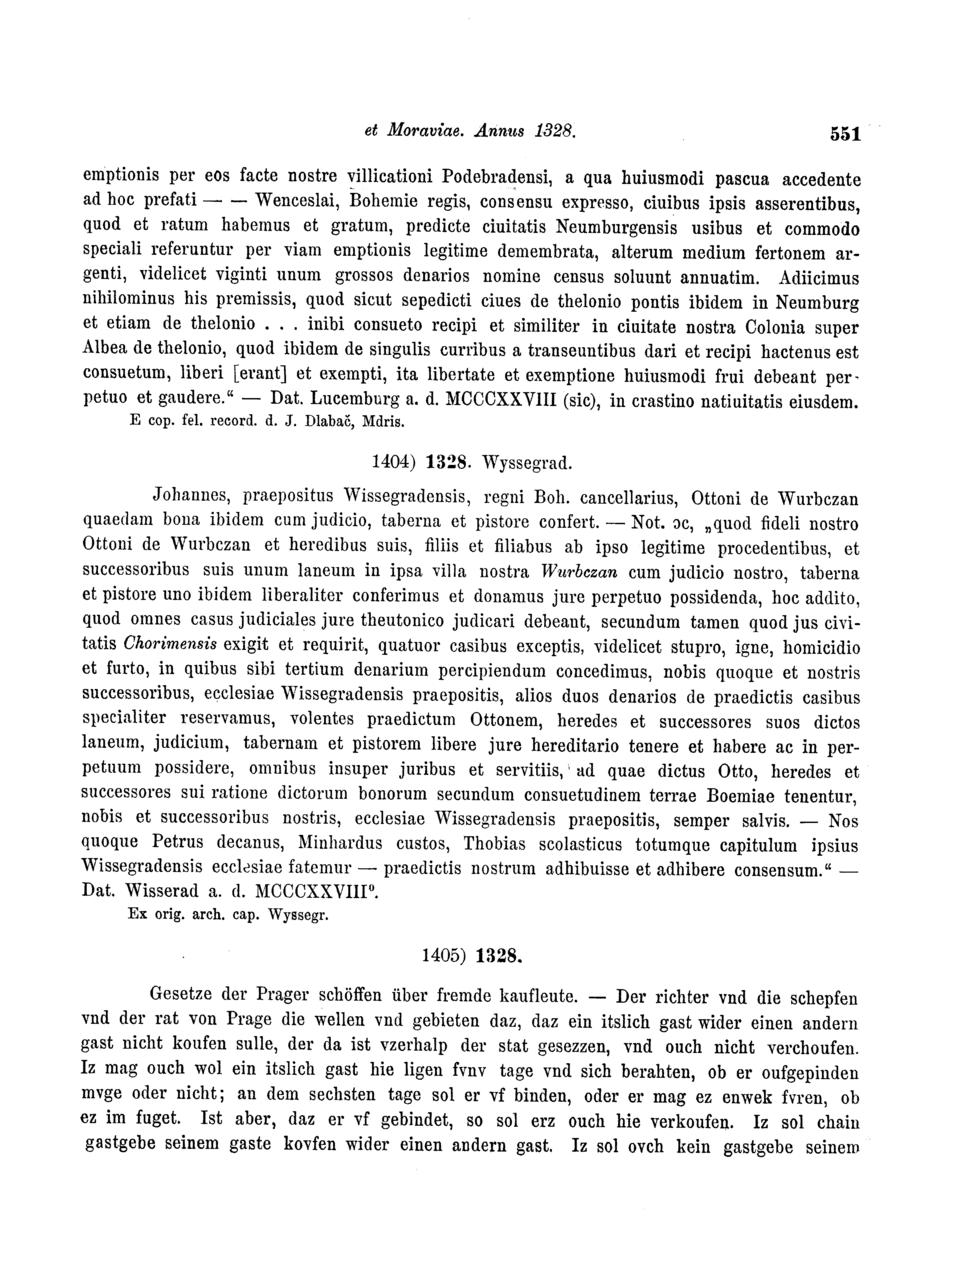 et Moraviae. Annus 1328.
551
emptionis per eos facte nostre villicationi Podebradensi, a qua huiusmodi pascua accedente
ad hoc prefati — — Wenceslai, Bohemie regis, consensu expresso, ciuibus ipsis asserentibus,
quod et ratum habemus et gratum, predicte ciuitatis Neumburgensis usibus et commodo
speciali referuntur per viam emptionis legitime demembrata, alterum medium fertonem ar-
genti, videlicet viginti unum grossos denarios nomine census soluunt annuatim. Adiicimus
nihilominus his premissis, quod sicut sepedicti ciues de thelonio pontis ibidem in Neumburg
et etiam de thelonio . . . inibi consueto recipi et similiter in ciuitate nostra Colonia super
Albea de thelonio, quod ibidem de singulis curribus a transeuntibus dari et recipi hactenus est
consuetum, liberi [erant] et exempti, ita libertate et exemptione huiusmodi frui debeant per-
petuo et gaudere.“ — Dat. Lucemburg a. d. MCCCXXVIII (sic), in crastino natiuitatis eiusdem.
E cop. fel. record. d. J. Dlabač, Mdris.
1404) 1328. Wyssegrad.
Johannes, praepositus Wissegradensis, regni Boh. cancellarius, Ottoni de Wurbczan
quaedam bona ibidem cum judicio, taberna et pistore confert. — Not. ɔc, „quod fideli nostro
Ottoni de Wurbczan et heredibus suis, filiis et filiabus ab ipso legitime procedentibus, et
successoribus suis unum laneum in ipsa villa nostra Wurbczan cum judicio nostro, taberna
et pistore uno ibidem liberaliter conferimus et donamus jure perpetuo possidenda, hoc addito,
quod omnes casus judiciales jure theutonico judicari debeant, secundum tamen quod jus civi-
tatis Chorimensis exigit et requirit, quatuor casibus exceptis, videlicet stupro, igne, homicidio
et furto, in quibus sibi tertium denarium percipiendum concedimus, nobis quoque et nostris
successoribus, ecclesiae Wissegradensis praepositis, alios duos denarios de praedictis casibus
specialiter reservamus, volentes praedictum Ottonem, heredes et successores suos dictos
laneum, judicium, tabernam et pistorem libere jure hereditario tenere et habere ac in per-
petuum possidere, omnibus insuper juribus et servitiis, ad quae dictus Otto, heredes et
successores sui ratione dictorum bonorum secundum consuetudinem terrae Boemiae tenentur,
nobis et successoribus nostris, ecclesiae Wissegradensis praepositis, semper salvis. — Nos
quoque Petrus decanus, Minhardus custos, Thobias scolasticus totumque capitulum ipsius
Wissegradensis ecclesiae fatemur — praedictis nostrum adhibuisse et adhibere consensum.“ —
Dat. Wisserad a. d. MCCCXXVIII⁰.
Ex orig. arch. cap. Wyssegr.
1405) 1328.
Gesetze der Prager schöffen über fremde kaufleute. — Der richter vnd die schepfen
vnd der rat von Prage die wellen vnd gebieten daz, daz ein itslich gast wider einen andern
gast nicht koufen sulle, der da ist vzerhalp der stat gesezzen, vnd ouch nicht verchoufen.
Iz mag ouch wol ein itslich gast hie ligen fvnv tage vnd sich berahten, ob er oufgepinden
mvge oder nicht; an dem sechsten tage sol er vf binden, oder er mag ez enwek fvren, ob
ez im fuget. Ist aber, daz er vf gebindet, so sol erz ouch hie verkoufen. Iz sol chain
gastgebe seinem gaste kovfen wider einen andern gast. Iz sol ovch kein gastgebe seinem